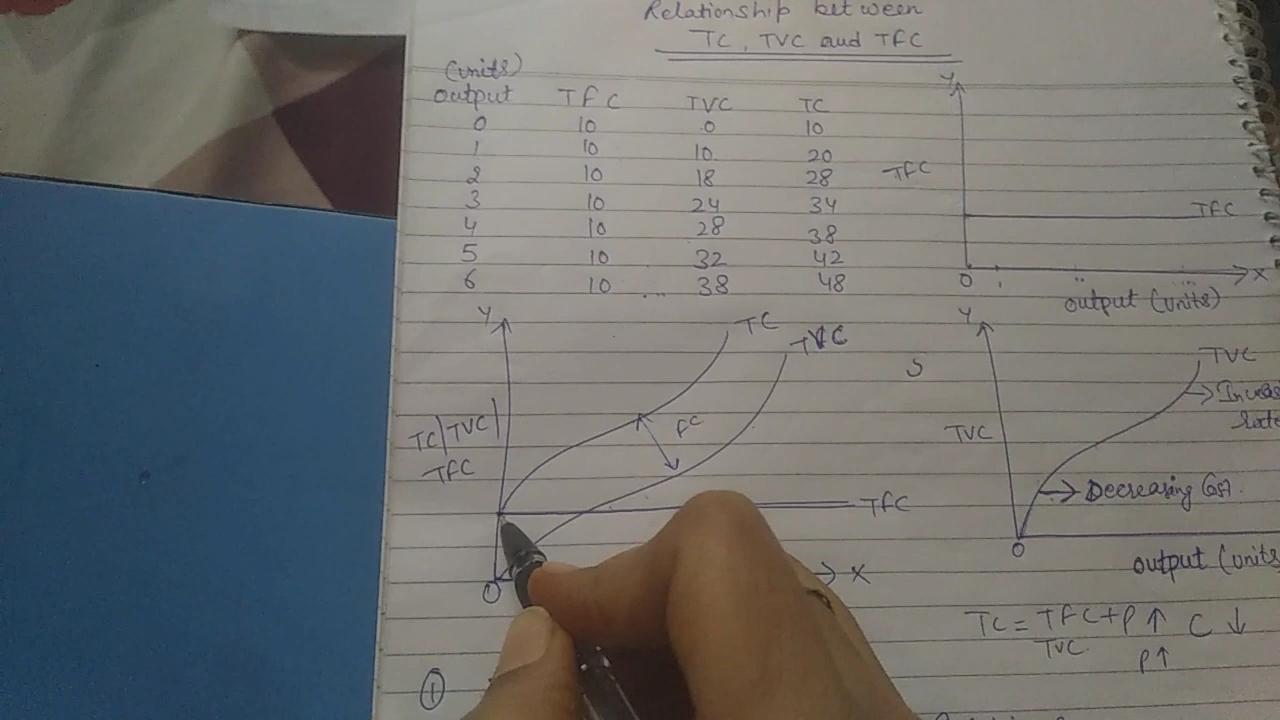 Relationship between
TC, TVC and TFC
(units)
output TFC TVC TC
0 10 0 10
1 10 10 20
2 10 18 28
3 10 24 34
4 10 28 38
5 10 32 42
6 10 38 48
Y
TFC
TFC
0 X
output (units)
Y
TC
TVC
TC/TVC/
TFC
FC
TFC
0 X
S
Y
TVC
TVC
Decreasing Cost
0
output (units
TC = TFC + P ↑ C ↓
TVC
P↑
①